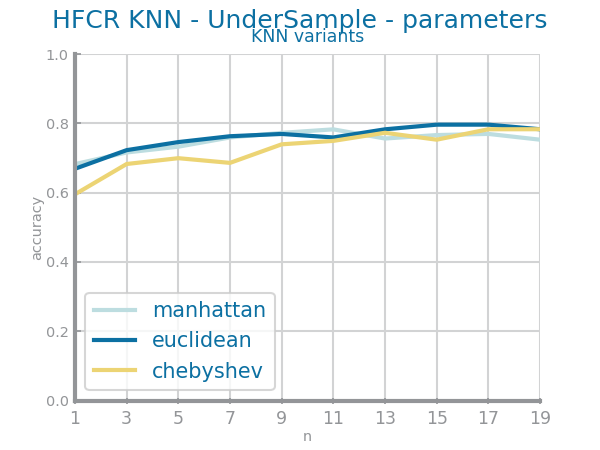 HFCR KNN - UnderSample - parameters
KNN variants
1.0
0.8
0.6
0.4
0.2
0.0
accuracy
manhattan
euclidean
chebyshev
1 3 5 7 9 11 13 15 17 19
n